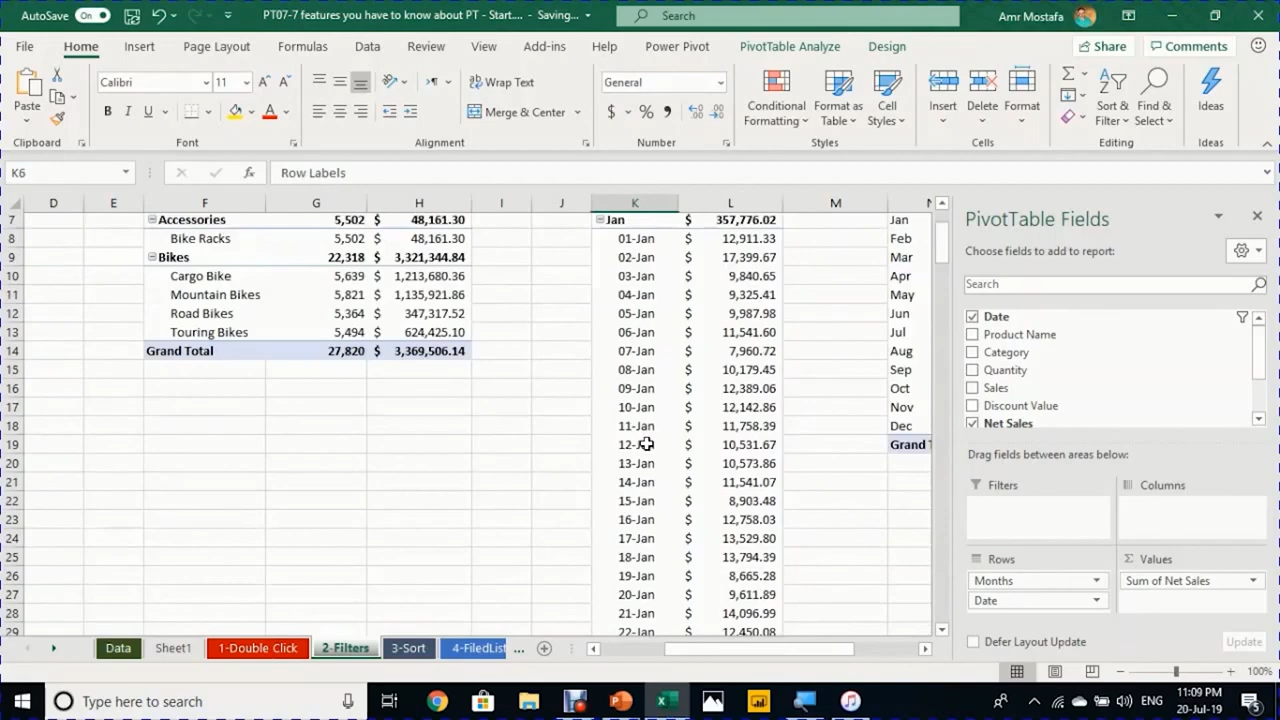 AutoSave On PT07-7 features you have to know about PT - Start.... - Saving... Search Amr Mostafa
File Home Insert Page Layout Formulas Data Review View Add-ins Help Power Pivot PivotTable Analyze Design Share Comments
Paste Calibri 11 Wrap Text General Conditional Formatting Format as Table Cell Styles Insert Delete Format Sort & Filter Find & Select Ideas
B I U Merge & Center $ %
Clipboard Font Alignment Number Styles Cells Editing Ideas
K6 fx Row Labels
D E F G H I J K L M N
7 Accessories 5,502 $ 48,161.30 Jan $ 357,776.02 Jan
8 Bike Racks 5,502 $ 48,161.30 01-Jan $ 12,911.33 Feb
9 Bikes 22,318 $ 3,321,344.84 02-Jan $ 17,399.67 Mar
10 Cargo Bike 5,639 $ 1,213,680.36 03-Jan $ 9,840.65 Apr
11 Mountain Bikes 5,821 $ 1,135,921.86 04-Jan $ 9,325.41 May
12 Road Bikes 5,364 $ 347,317.52 05-Jan $ 9,987.98 Jun
13 Touring Bikes 5,494 $ 624,425.10 06-Jan $ 11,541.60 Jul
14 Grand Total 27,820 $ 3,369,506.14 07-Jan $ 7,960.72 Aug
15 08-Jan $ 10,179.45 Sep
16 09-Jan $ 12,389.06 Oct
17 10-Jan $ 12,142.86 Nov
18 11-Jan $ 11,758.39 Dec
19 12-Jan $ 10,531.67 Grand T
20 13-Jan $ 10,573.86
21 14-Jan $ 11,541.07
22 15-Jan $ 8,903.48
23 16-Jan $ 12,758.03
24 17-Jan $ 13,529.80
25 18-Jan $ 13,794.39
26 19-Jan $ 8,665.28
27 20-Jan $ 9,611.89
28 21-Jan $ 14,096.99
29 22-Jan $ 12,450.08
PivotTable Fields
Choose fields to add to report:
Search
Date
Product Name
Category
Quantity
Sales
Discount Value
Net Sales
Drag fields between areas below:
Filters Columns
Rows Values
Months Sum of Net Sales
Date
Defer Layout Update Update
Data Sheet1 1-Double Click 2-Filters 3-Sort 4-FiledList ...
100%
Type here to search ENG 11:09 PM
20-Jul-19 5